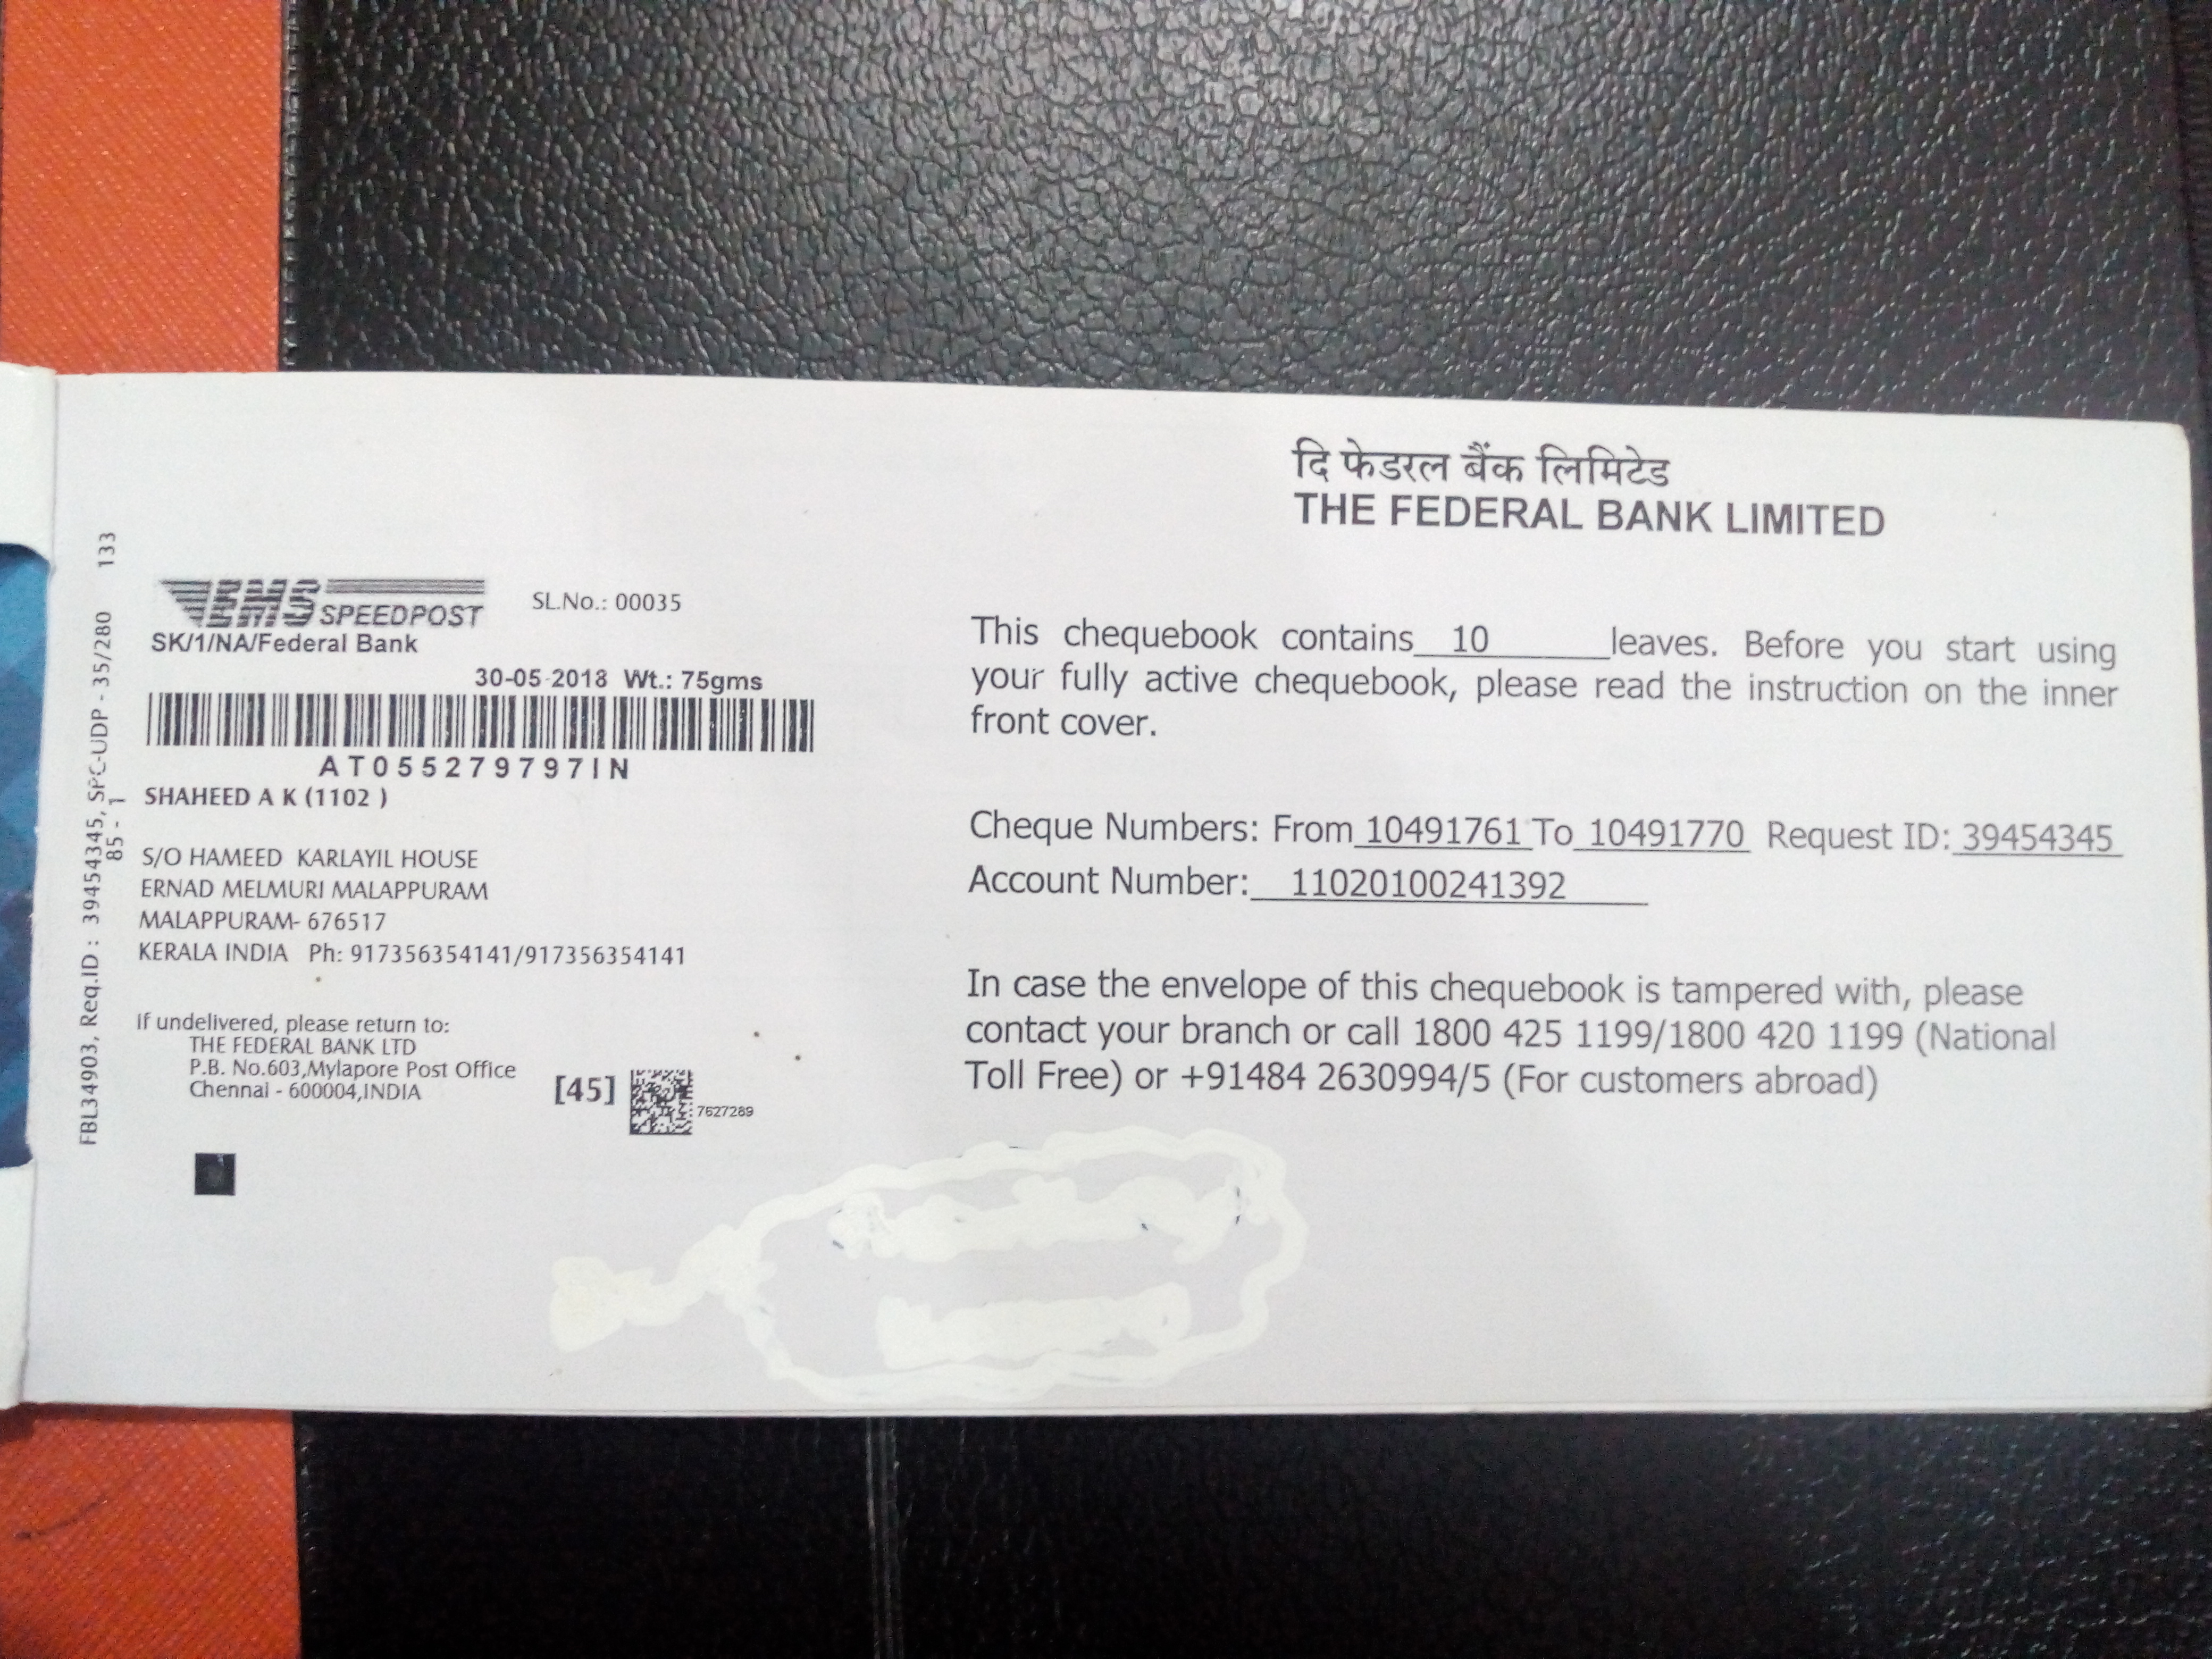 दि फेडरल बैंक लिमिटेड
THE FEDERAL BANK LIMITED
EMS SPEEDPOST
SL.No.: 00035
SK/1/NA/Federal Bank
30-05-2018 Wt.: 75gms
AT055279797IN
SHAHEED A K (1102 )
S/O HAMEED KARLAYIL HOUSE
ERNAD MELMURI MALAPPURAM
MALAPPURAM- 676517
KERALA INDIA Ph: 917356354141/917356354141
If undelivered, please return to:
THE FEDERAL BANK LTD
P.B. No.603,Mylapore Post Office
Chennai - 600004,INDIA
[45]
7627289
FBL34903, Req.ID : 39454345, SPC-UDP - 35/280 133
85 - 1
This chequebook contains 10 leaves. Before you start using
your fully active chequebook, please read the instruction on the inner
front cover.
Cheque Numbers: From 10491761 To 10491770 Request ID: 39454345
Account Number: 11020100241392
In case the envelope of this chequebook is tampered with, please
contact your branch or call 1800 425 1199/1800 420 1199 (National
Toll Free) or +91484 2630994/5 (For customers abroad)